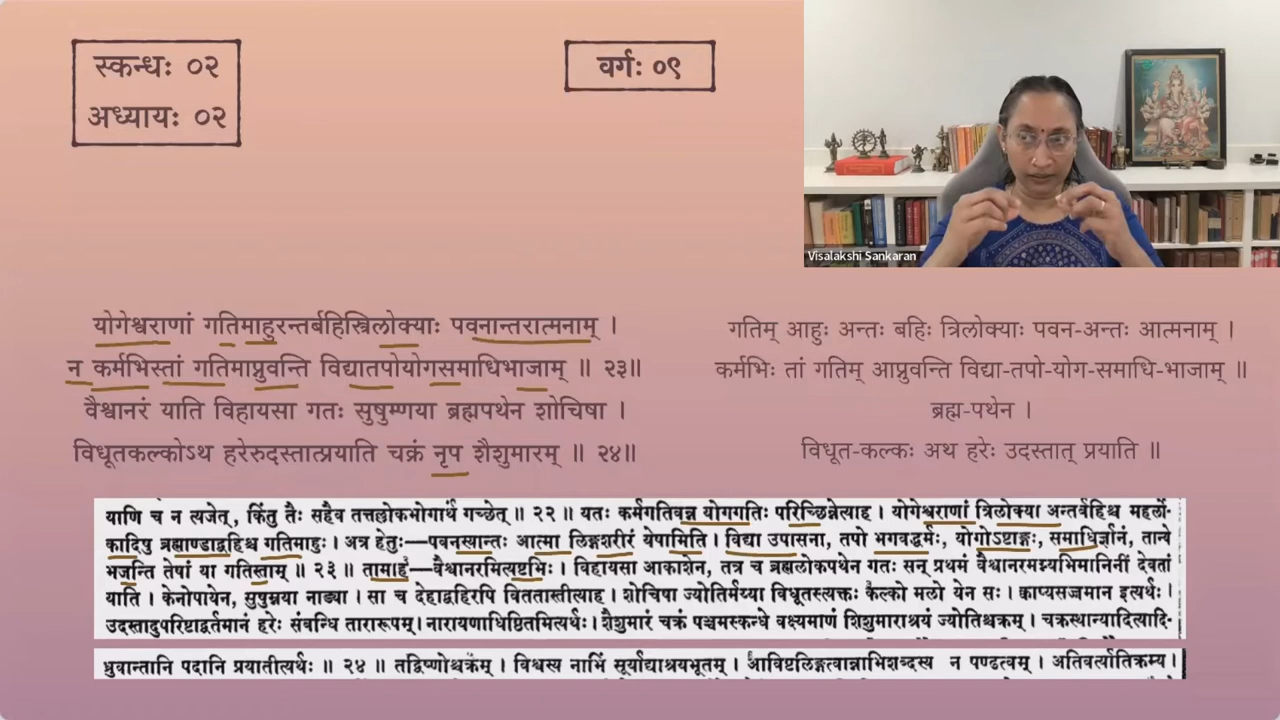 स्कन्धः ०२
अध्यायः ०२
वर्गः ०९
Visalakshi Sankaran
योगेश्वराणां गतिमाहुरन्तर्बहिस्त्रिलोक्याः पवनान्तरात्मनाम् ।
न कर्मभिस्तां गतिमाप्नुवन्ति विद्यातपोयोगसमाधिभाजाम् ॥ २३॥
वैश्वानरं याति विहायसा गतः सुषुम्णया ब्रह्मपथेन शोचिषा ।
विधूतकल्कोऽथ हरेरुदस्तात्प्रयाति चक्रं नृप शैशुमारम् ॥ २४॥
गतिम् आहुः अन्तः बहिः त्रिलोक्याः पवन-अन्तः आत्मनाम् ।
कर्मभिः तां गतिम् आप्नुवन्ति विद्या-तपो-योग-समाधि-भाजाम् ॥
ब्रह्म-पथेन ।
विधूत-कल्कः अथ हरेः उदस्तात् प्रयाति ॥
याणि च न त्यजेत्, किंतु तैः सहैव तत्तल्लोकभोगार्थं गच्छेत् ॥ २२ ॥ यतः कर्मगतिवन्न योगगतिः परिच्छिन्नेत्याह । योगेश्वराणां त्रिलोक्या अन्तर्बहिश्च महर्लो-
कादिषु ब्रह्माण्डाद्बहिश्च गतिमाहुः । अत्र हेतुः—पवनस्यान्तः आत्मा लिङ्गशरीरं येषामिति । विद्या उपासना, तपो भगवद्धर्मः, योगोऽष्टाङ्गः, समाधिर्ज्ञानं, तान्ये
भजन्ति तेषां या गतिस्ताम् ॥ २३ ॥ तामाह—वैश्वानरमित्यष्टभिः । विहायसा आकाशेन, तत्र च ब्रह्मलोकपथेन गतः सन् प्रथमं वैश्वानरमग्न्यभिमानिनीं देवतां
याति । केनोपायेन, सुषुम्नया नाड्या । सा च देहाद्बहिरपि वितताऽस्तीत्याह । शोचिषा ज्योतिर्मय्या विधूतस्त्यक्तः कल्को मलो येन सः । क्वाप्यसज्जमान इत्यर्थः ।
उदस्तादुपरिष्टाद्वर्तमानं हरेः संबन्धि तारारूपम् । नारायणाधिष्ठितमित्यर्थः । शैशुमारं चक्रं पञ्चमस्कन्धे वक्ष्यमाणं शिशुमाराश्रयं ज्योतिश्चक्रम् । चक्रस्थान्यादित्यादि-
ध्रुवान्तानि पदानि प्रयातीत्यर्थः ॥ २४ ॥ तद्विष्णोश्चक्रम् । विश्वस्य नाभिं सूर्याद्याश्रयभूतम् । आविष्टलिङ्गत्वान्नाभिशब्दस्य न षण्ढत्वम् । अतिवर्त्यातिक्रम्य ।